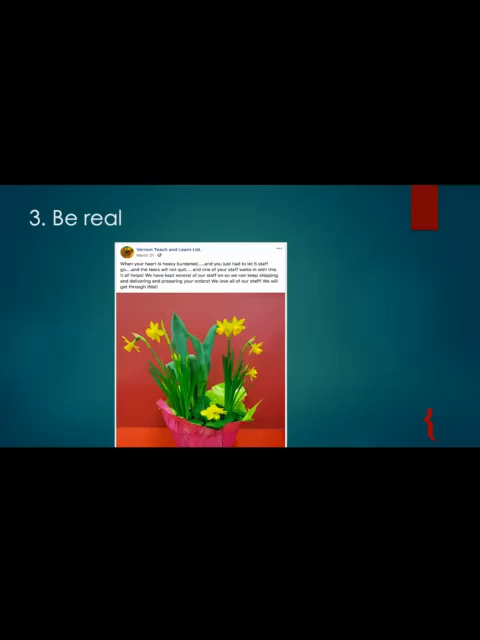 3. Be real
Vernon Teach and Learn Ltd.
March 31
When your heart is heavy burdened.....and you just had to let 5 staff
go....and the tears will not quit.... and one of your staff walks in with this.
It all helps! We have kept several of our staff on so we can keep shipping
and delivering and preparing your orders! We love all of our staff! We will
get through this!
{